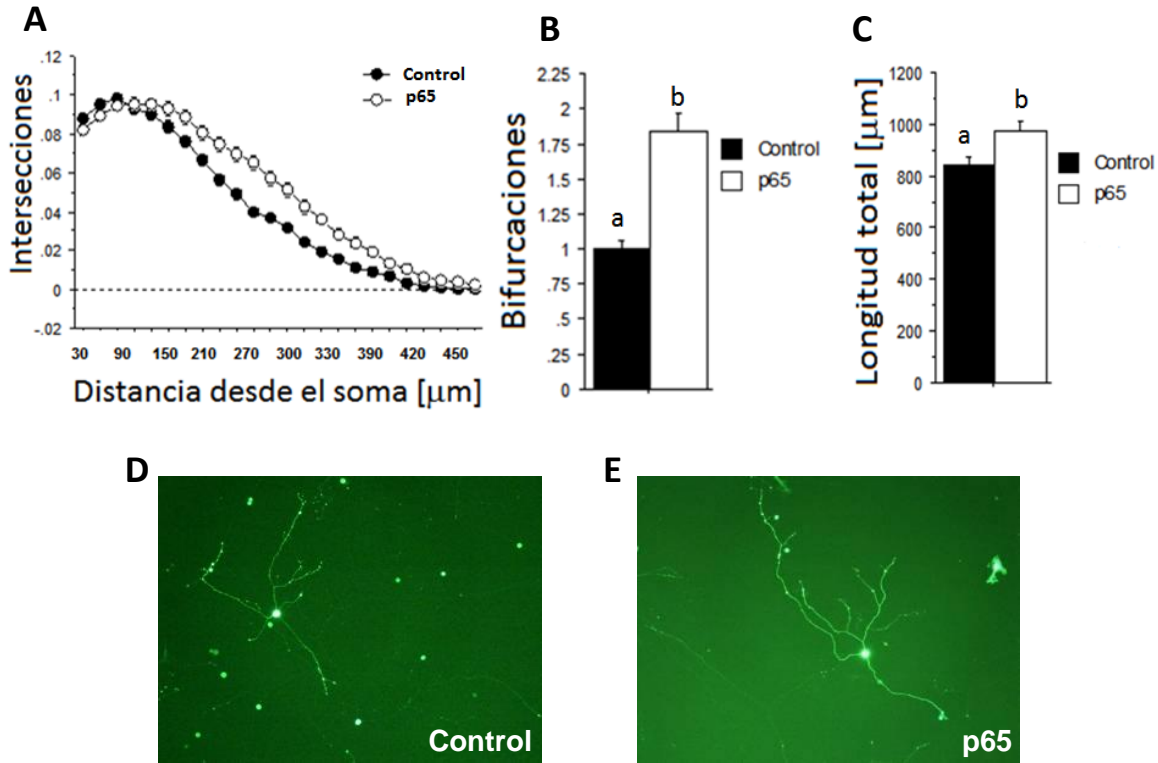 A
Intersecciones
.12
.1
.08
.06
.04
.02
0
-.02
Control
p65
30 90 150 210 270 300 330 390 420 450
Distancia desde el soma [μm]
B
Bifurcaciones
2.25
2
1.75
1.5
1.25
1
.75
.5
.25
0
a
b
Control
p65
C
Longitud total [μm]
1200
1000
800
600
400
200
0
a
b
Control
p65
D
Control
E
p65